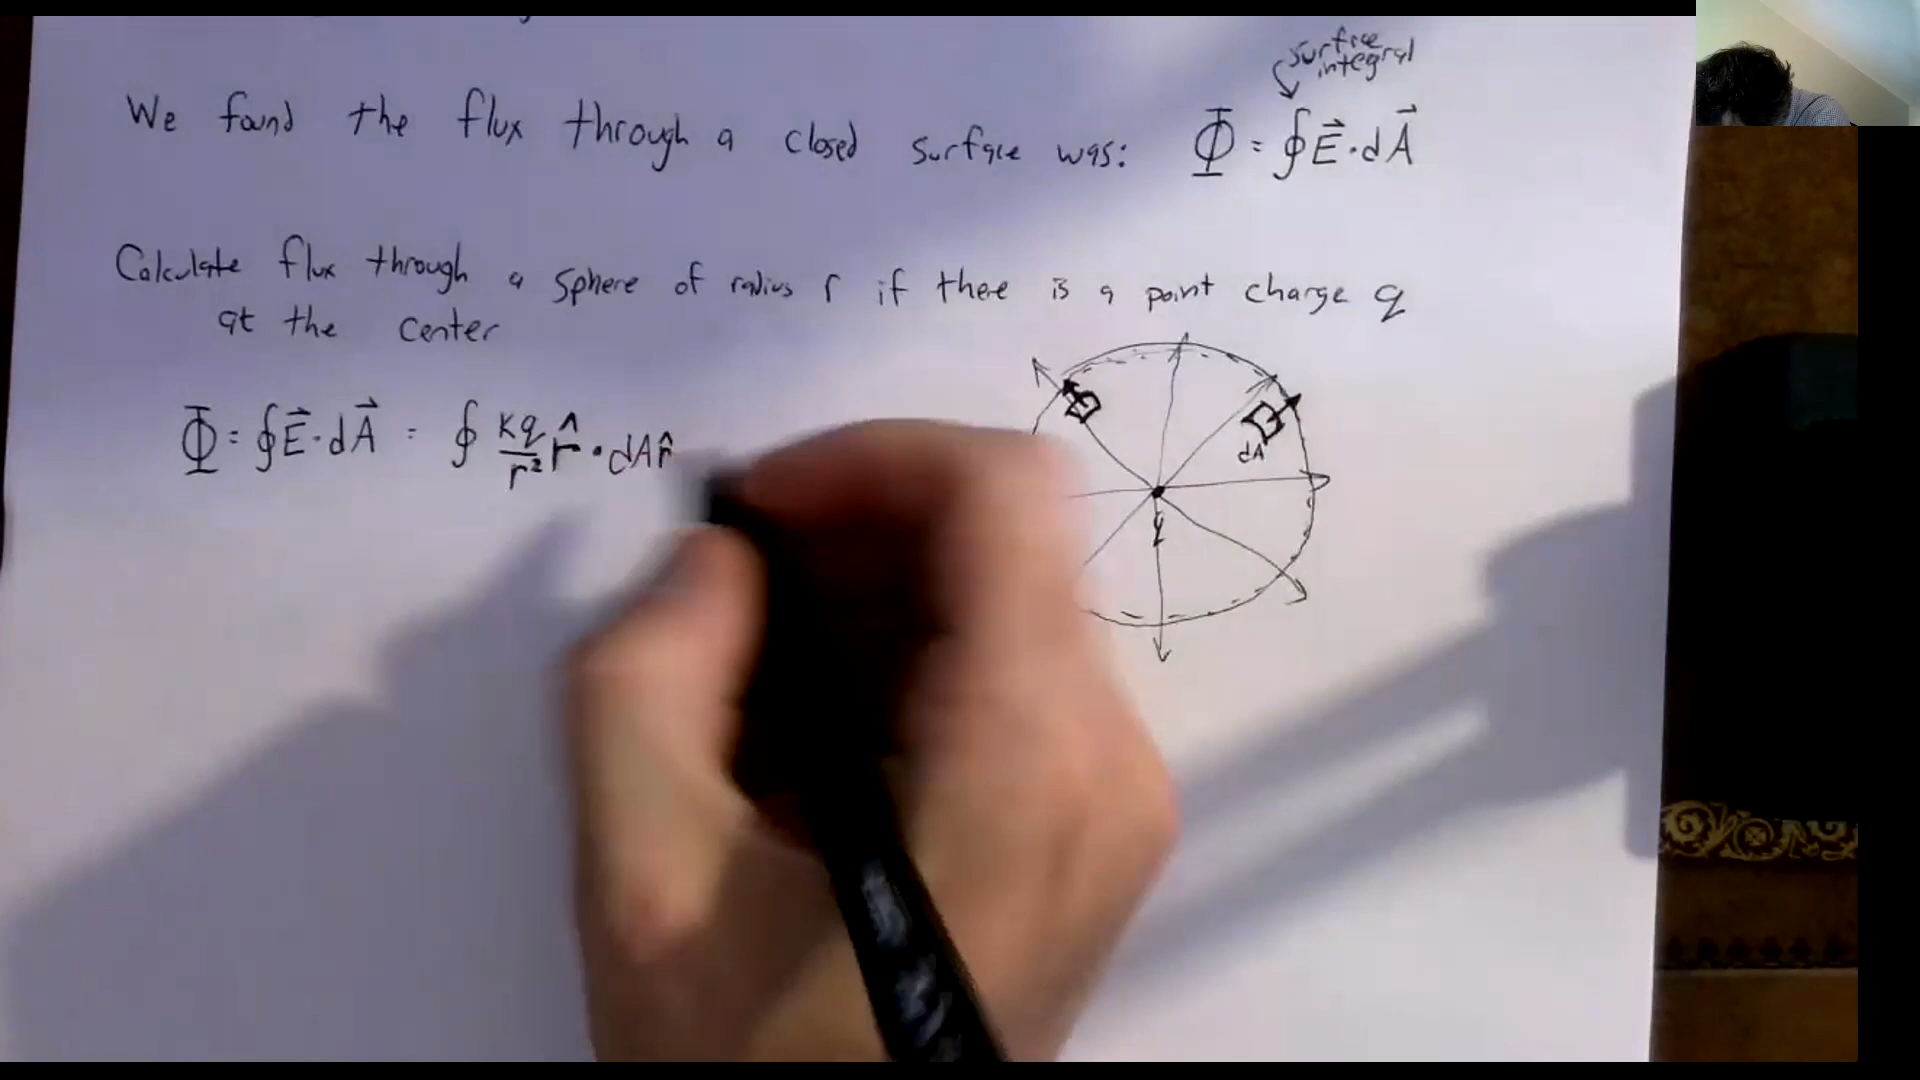 surface
integral
We found the flux through a closed surface was: Φ = ∮E⃗·dA⃗
Calculate flux through a sphere of radius r if there is a point charge q
at the center
Φ = ∮E⃗·dA⃗ = ∮ kq/r² r̂ · dA r̂
dA
q